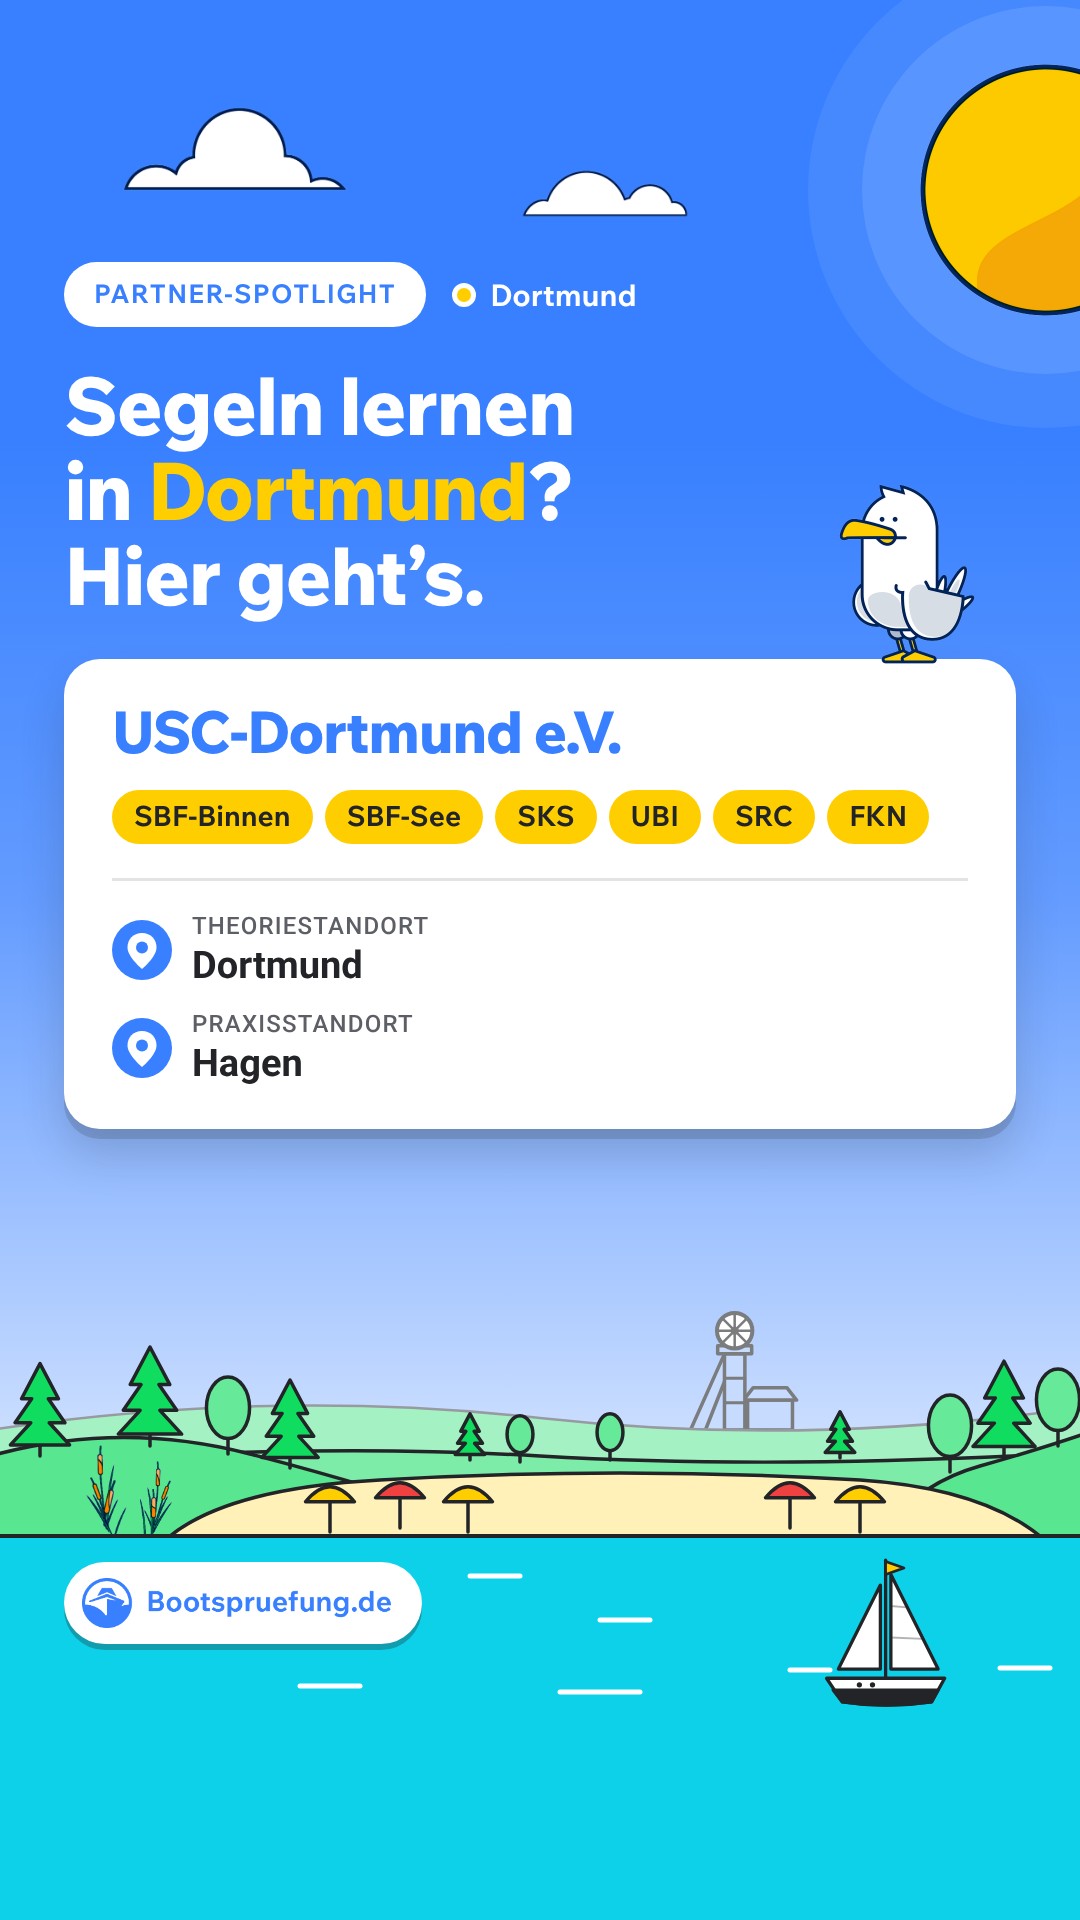 PARTNER-SPOTLIGHT
Dortmund
Segeln lernen
in Dortmund?
Hier geht’s.
USC-Dortmund e.V.
SBF-Binnen SBF-See SKS UBI SRC FKN
THEORIESTANDORT
Dortmund
PRAXISSTANDORT
Hagen
Bootspruefung.de